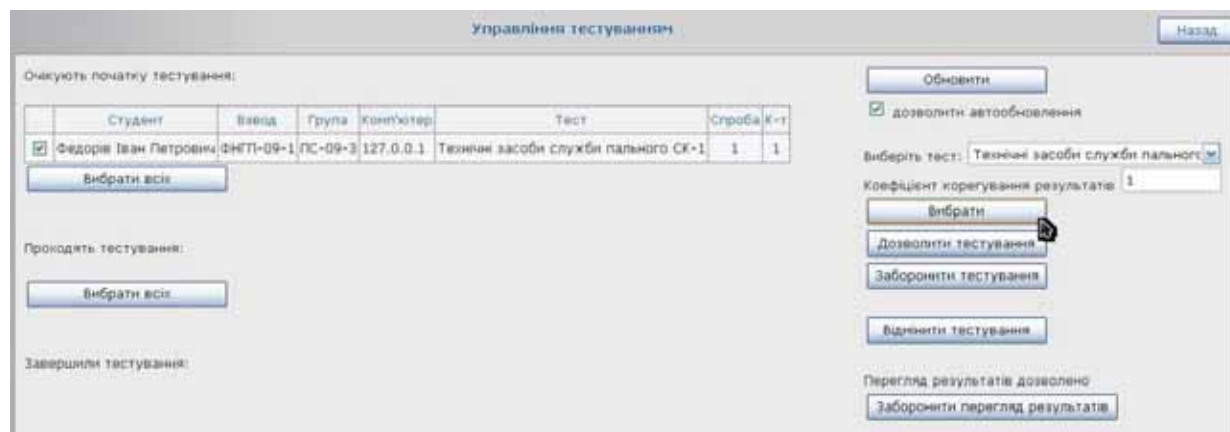 Управління тестуванням
Назад
Очікують початку тестування:
Студент Взвод Група Комп'ютер Тест Спроба К-т
Федорів Іван Петрович ФНГП-09-1 ПС-09-3 127.0.0.1 Технічні засоби служби пального СК-1 1 1
Вибрати всіх
Проходять тестування:
Вибрати всіх
Завершили тестування:
Обновити
дозволити автообновлення
Виберіть тест: Технічні засоби служби пального
Коефіцієнт корегування результатів 1
Вибрати
Дозволити тестування
Заборонити тестування
Відмінити тестування
Перегляд результатів дозволено
Заборонити перегляд результатів